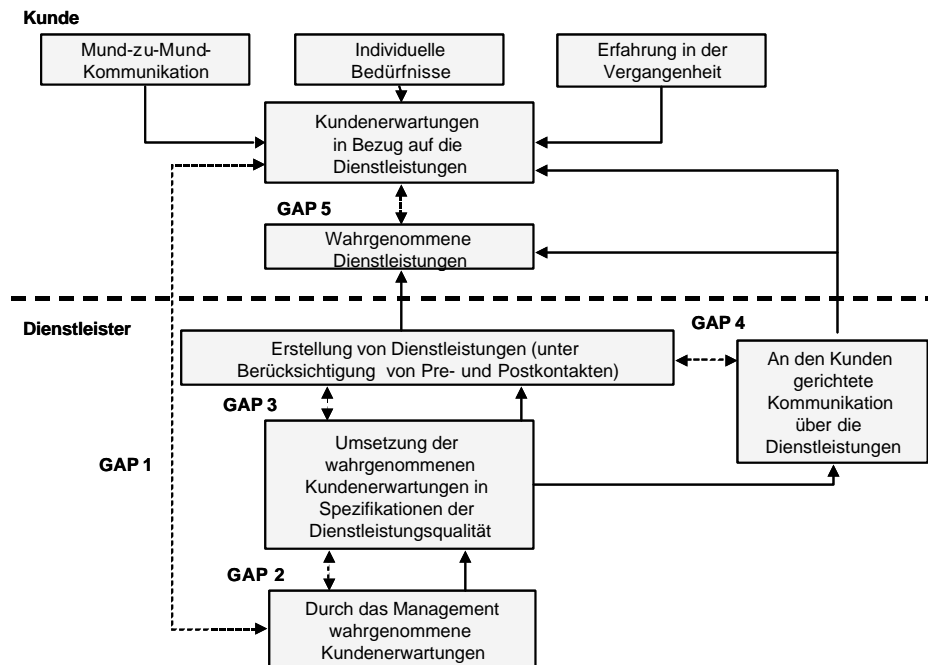 Kunde
Mund-zu-Mund-
Kommunikation
Individuelle
Bedürfnisse
Erfahrung in der
Vergangenheit
Kundenerwartungen
in Bezug auf die
Dienstleistungen
GAP 5
Wahrgenommene
Dienstleistungen
Dienstleister
GAP 4
Erstellung von Dienstleistungen (unter
Berücksichtigung von Pre- und Postkontakten)
An den Kunden
gerichtete
Kommunikation
über die
Dienstleistungen
GAP 3
Umsetzung der
wahrgenommenen
Kundenerwartungen in
Spezifikationen der
Dienstleistungsqualität
GAP 1
GAP 2
Durch das Management
wahrgenommene
Kundenerwartungen